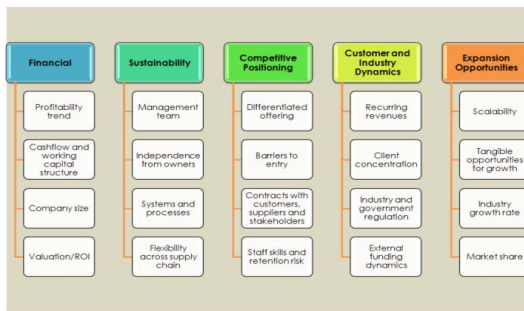 Financial
Profitability
trend
Cashflow and
working
capital
structure
Company size
Valuation/ROI
Sustainability
Management
team
Independence
from owners
Systems and
processes
Flexibility
across supply
chain
Competitive
Positioning
Differentiated
offering
Barriers to
entry
Contracts with
customers,
suppliers and
stakeholders
Staff skills and
retention risk
Customer and
Industry
Dynamics
Recurring
revenues
Client
concentration
Industry and
government
regulation
External
funding
dynamics
Expansion
Opportunities
Scalability
Tangible
opportunities
for growth
Industry
growth rate
Market share